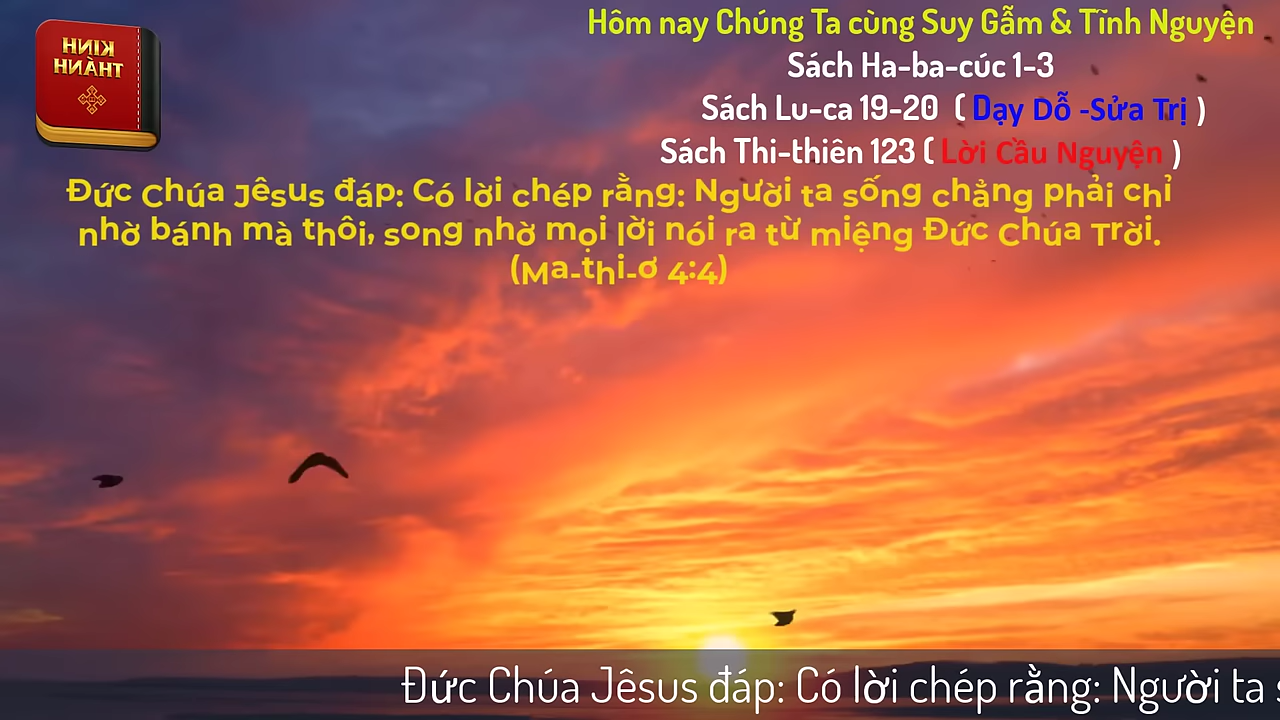 KINH
THÀNH
Hôm nay Chúng Ta cùng Suy Gẫm & Tĩnh Nguyện
Sách Ha-ba-cúc 1-3
Sách Lu-ca 19-20 ( Dạy Dỗ -Sửa Trị )
Sách Thi-thiên 123 ( Lời Cầu Nguyện )
Đức Chúa Jêsus đáp: Có lời chép rằng: Người ta sống chẳng phải chỉ
nhờ bánh mà thôi, song nhờ mọi lời nói ra từ miệng Đức Chúa Trời.
(Ma-thi-ơ 4:4)
Đức Chúa Jêsus đáp: Có lời chép rằng: Người ta